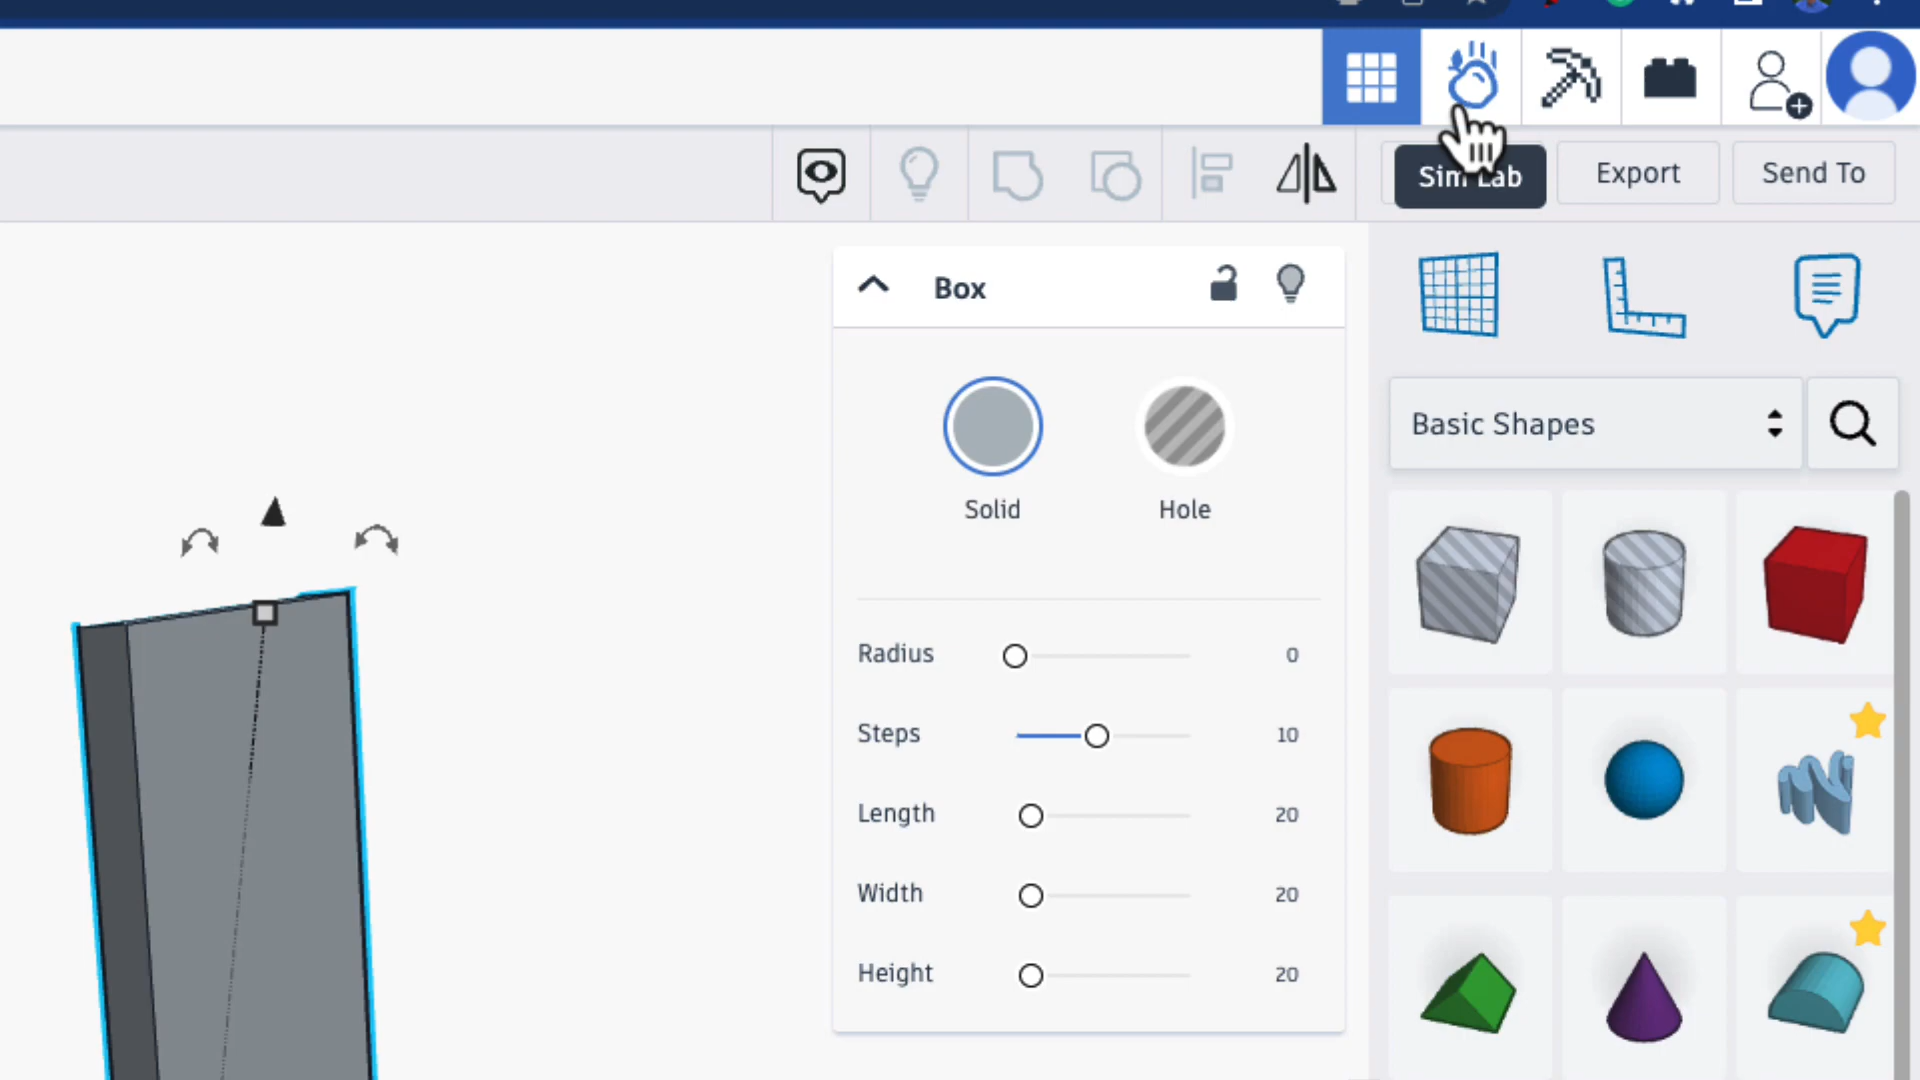 Sim Lab
Export
Send To
Box
Solid
Hole
Basic Shapes
Radius 0
Steps 10
Length 20
Width 20
Height 20